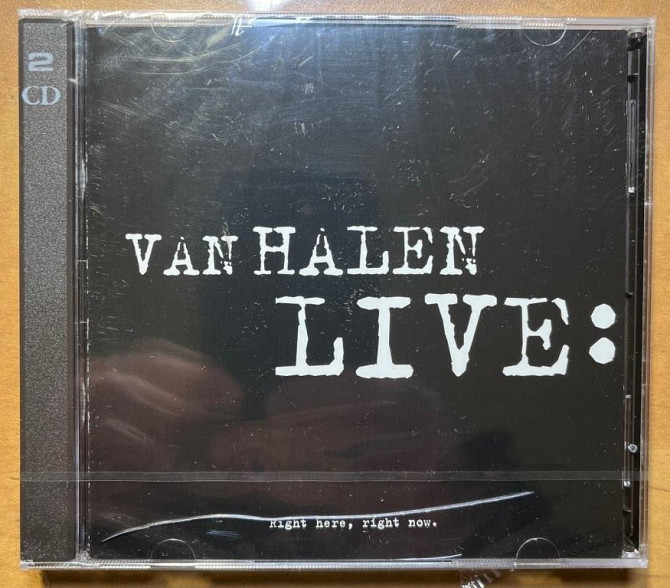 2
CD
VAN HALEN
LIVE:
Right here, right now.